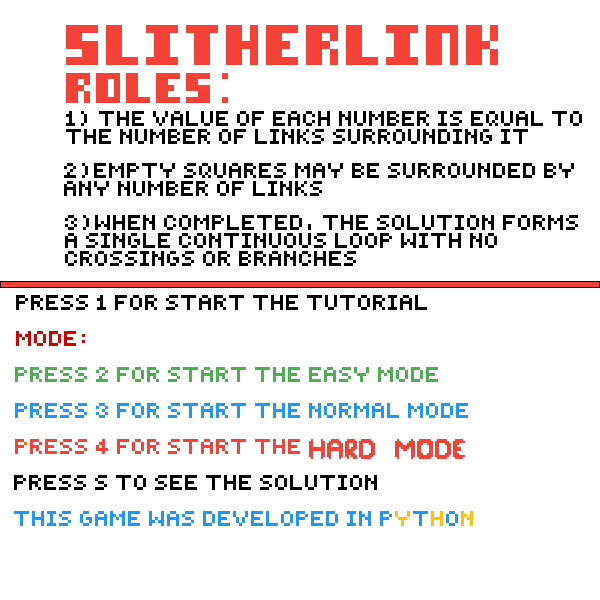 SLITHERLINK
ROLES:
1) THE VALUE OF EACH NUMBER IS EQUAL TO
THE NUMBER OF LINKS SURROUNDING IT
2)EMPTY SQUARES MAY BE SURROUNDED BY
ANY NUMBER OF LINKS
3)WHEN COMPLETED, THE SOLUTION FORMS
A SINGLE CONTINUOUS LOOP WITH NO
CROSSINGS OR BRANCHES
PRESS 1 FOR START THE TUTORIAL
MODE:
PRESS 2 FOR START THE EASY MODE
PRESS 3 FOR START THE NORMAL MODE
PRESS 4 FOR START THE HARD MODE
PRESS S TO SEE THE SOLUTION
THIS GAME WAS DEVELOPED IN PYTHON